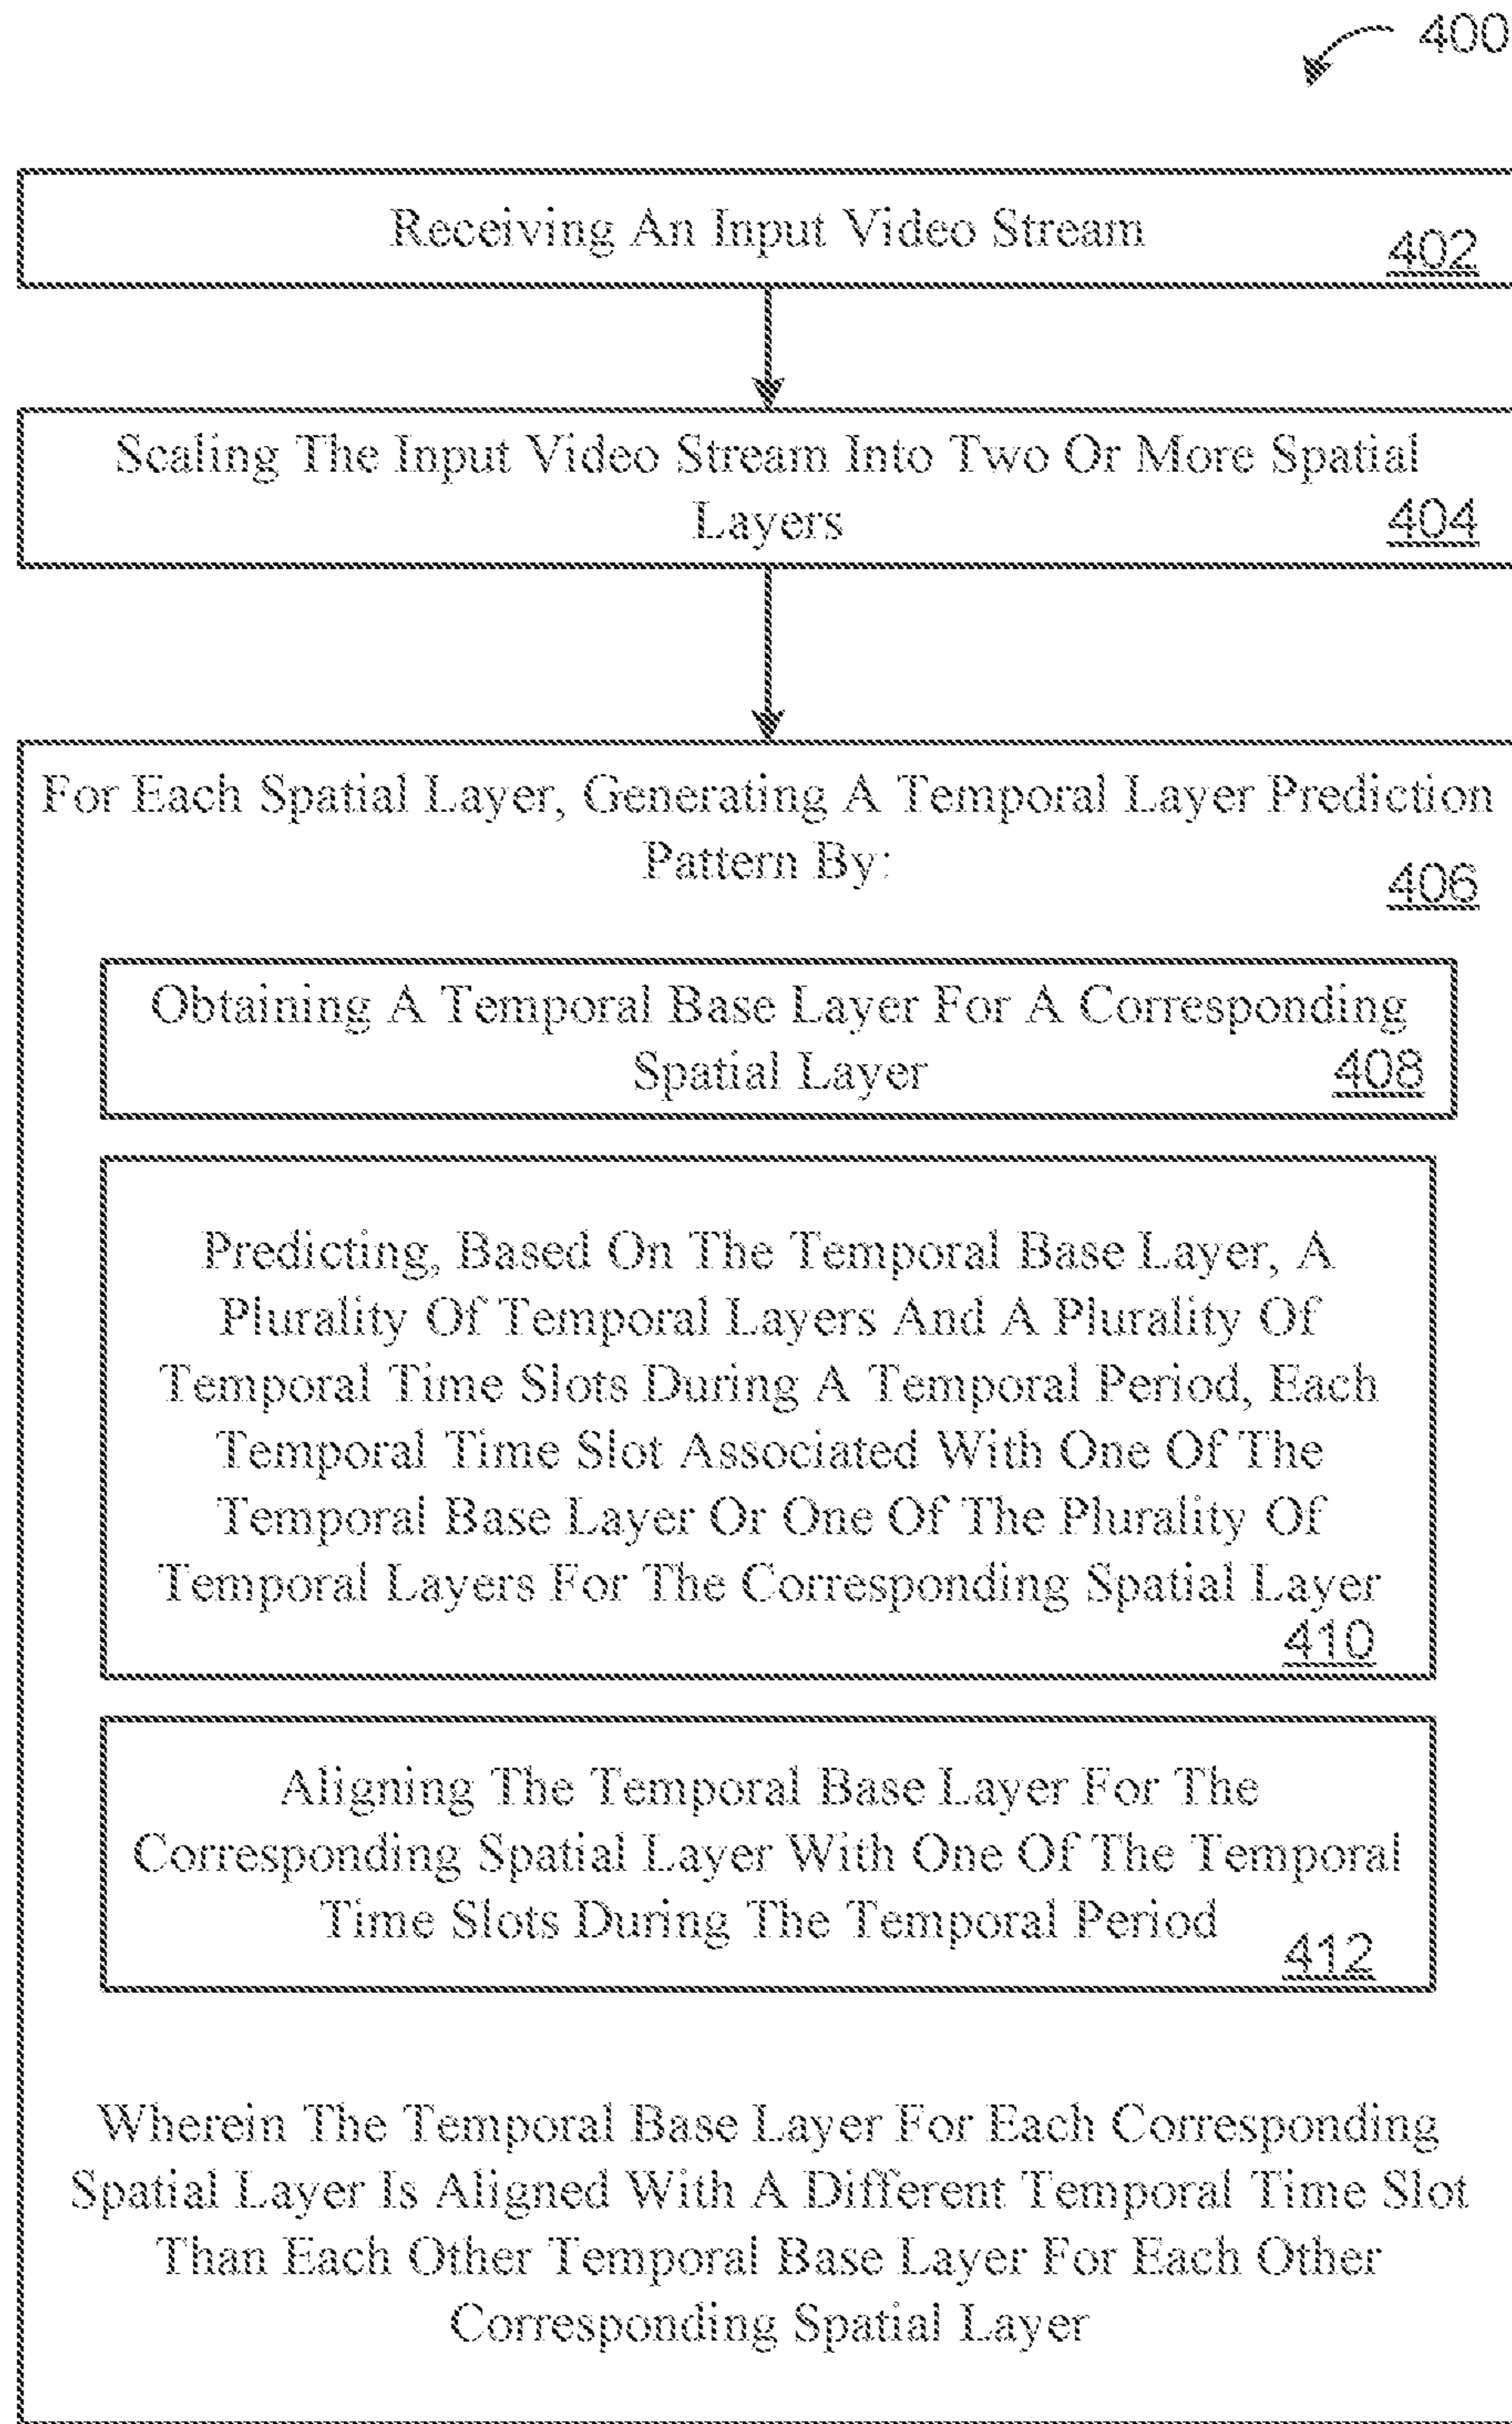 400
Receiving An Input Video Stream
402
Scaling The Input Video Stream Into Two Or More Spatial
Layers
404
For Each Spatial Layer, Generating A Temporal Layer Prediction
Pattern By:
406
Obtaining A Temporal Base Layer For A Corresponding
Spatial Layer
408
Predicting, Based On The Temporal Base Layer, A
Plurality Of Temporal Layers And A Plurality Of
Temporal Time Slots During A Temporal Period, Each
Temporal Time Slot Associated With One Of The
Temporal Base Layer Or One Of The Plurality Of
Temporal Layers For The Corresponding Spatial Layer
410
Aligning The Temporal Base Layer For The
Corresponding Spatial Layer With One Of The Temporal
Time Slots During The Temporal Period
412
Wherein The Temporal Base Layer For Each Corresponding
Spatial Layer Is Aligned With A Different Temporal Time Slot
Than Each Other Temporal Base Layer For Each Other
Corresponding Spatial Layer